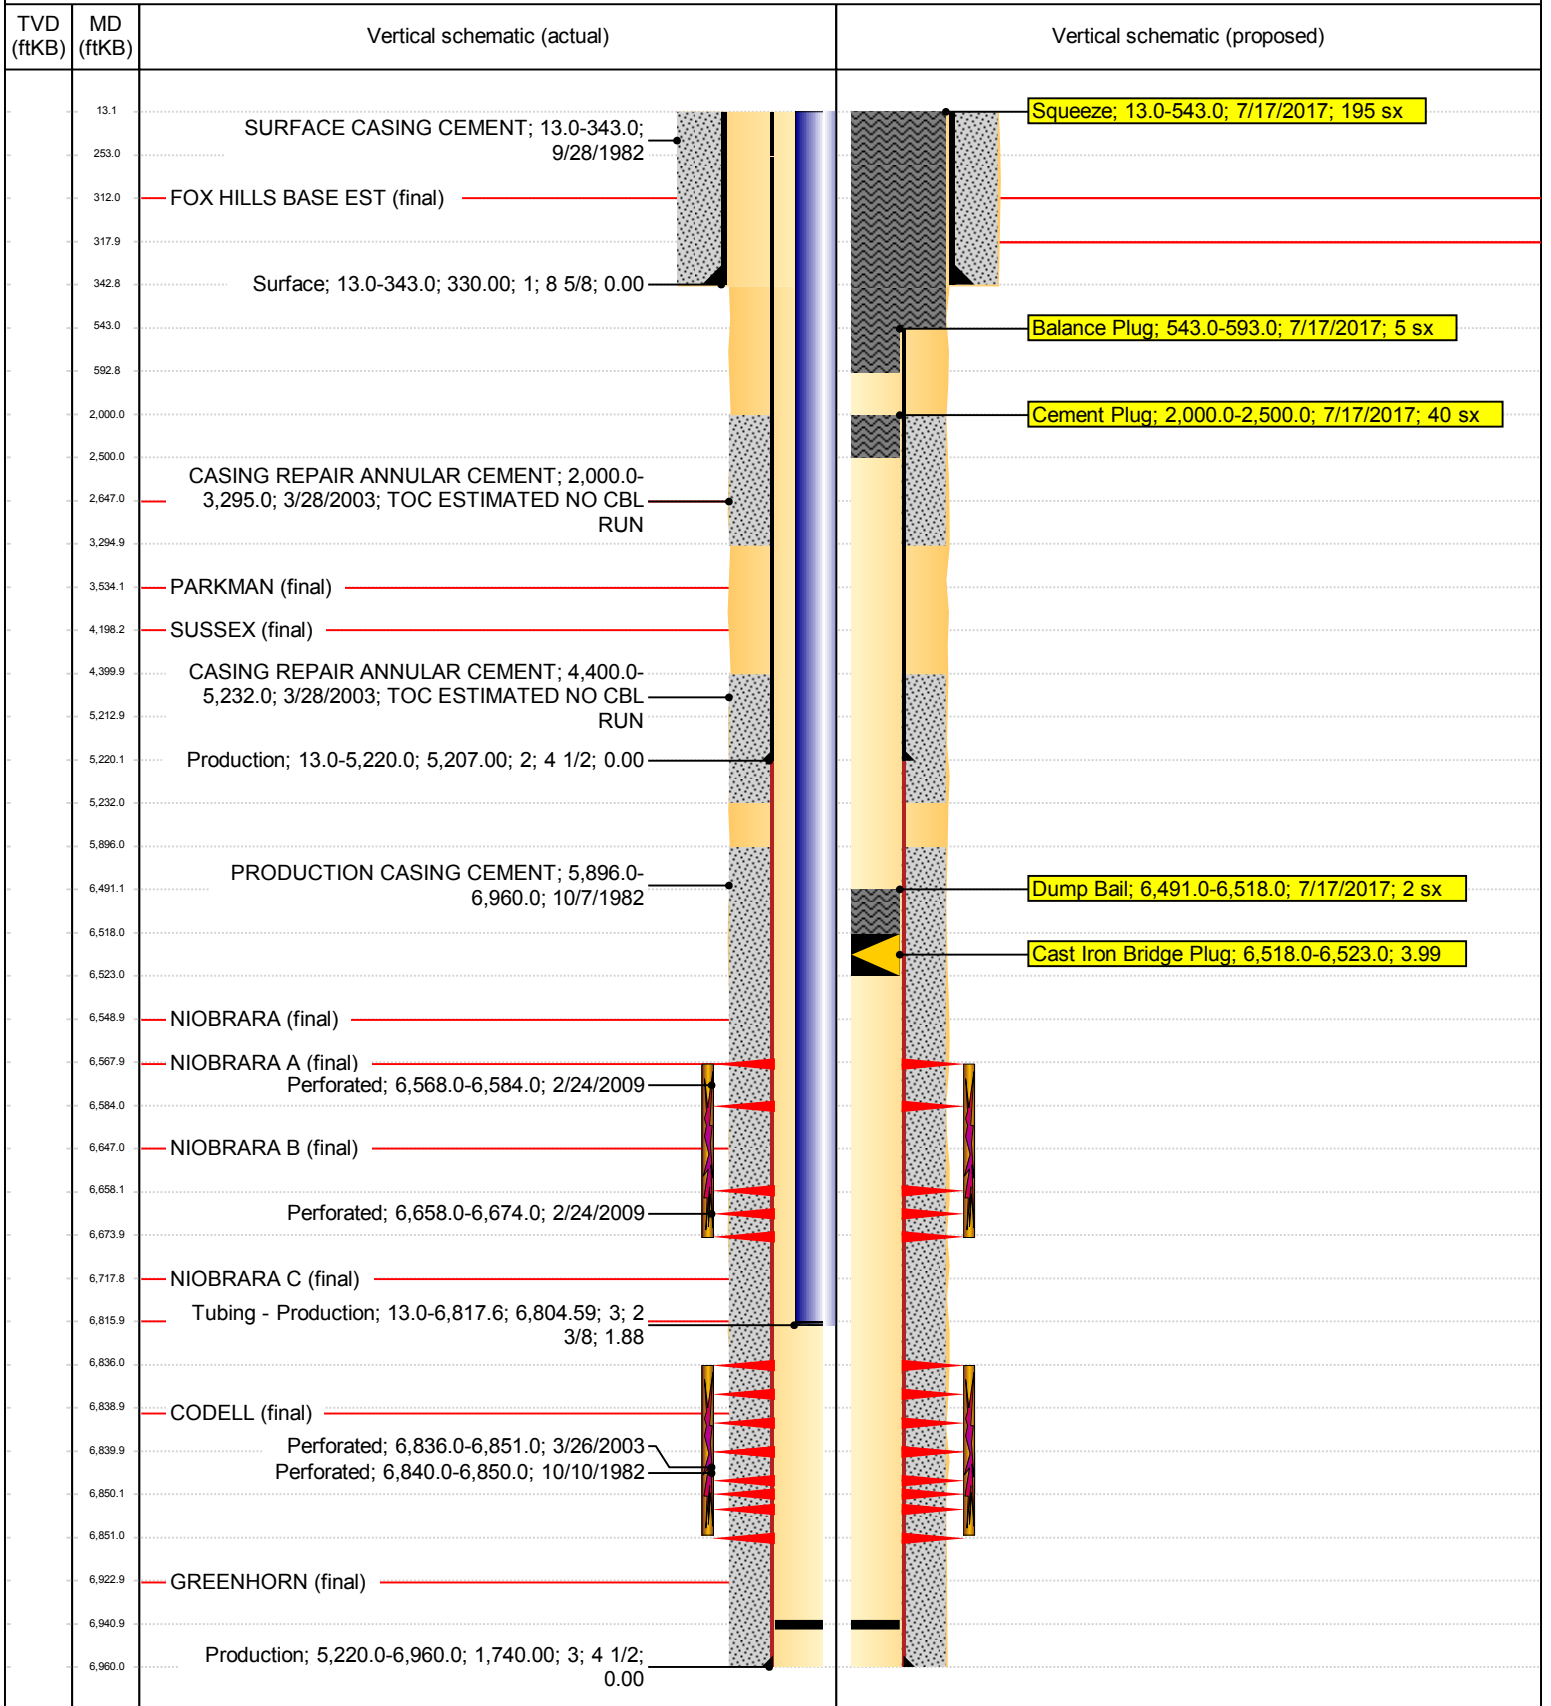 TVD (ftKB)
MD (ftKB)
Vertical schematic (actual)
Vertical schematic (proposed)
13.1
SURFACE CASING CEMENT; 13.0-343.0;
9/28/1982
Squeeze; 13.0-543.0; 7/17/2017; 195 sx
253.0
312.0
FOX HILLS BASE EST (final)
317.9
342.8
Surface; 13.0-343.0; 330.00; 1; 8 5/8; 0.00
543.0
Balance Plug; 543.0-593.0; 7/17/2017; 5 sx
592.8
2,000.0
Cement Plug; 2,000.0-2,500.0; 7/17/2017; 40 sx
2,500.0
CASING REPAIR ANNULAR CEMENT; 2,000.0-
3,295.0; 3/28/2003; TOC ESTIMATED NO CBL
RUN
2,647.0
3,294.9
3,534.1
PARKMAN (final)
4,198.2
SUSSEX (final)
4,399.9
CASING REPAIR ANNULAR CEMENT; 4,400.0-
5,232.0; 3/28/2003; TOC ESTIMATED NO CBL
RUN
5,212.9
5,220.1
Production; 13.0-5,220.0; 5,207.00; 2; 4 1/2; 0.00
5,232.0
5,896.0
PRODUCTION CASING CEMENT; 5,896.0-
6,960.0; 10/7/1982
6,491.1
Dump Bail; 6,491.0-6,518.0; 7/17/2017; 2 sx
6,518.0
Cast Iron Bridge Plug; 6,518.0-6,523.0; 3.99
6,523.0
6,548.9
NIOBRARA (final)
6,567.9
NIOBRARA A (final)
Perforated; 6,568.0-6,584.0; 2/24/2009
6,584.0
6,647.0
NIOBRARA B (final)
6,658.1
Perforated; 6,658.0-6,674.0; 2/24/2009
6,673.9
6,717.8
NIOBRARA C (final)
6,815.9
Tubing - Production; 13.0-6,817.6; 6,804.59; 3; 2
3/8; 1.88
6,836.0
6,838.9
CODELL (final)
6,839.9
Perforated; 6,836.0-6,851.0; 3/26/2003
Perforated; 6,840.0-6,850.0; 10/10/1982
6,850.1
6,851.0
6,922.9
GREENHORN (final)
6,940.9
6,960.0
Production; 5,220.0-6,960.0; 1,740.00; 3; 4 1/2;
0.00